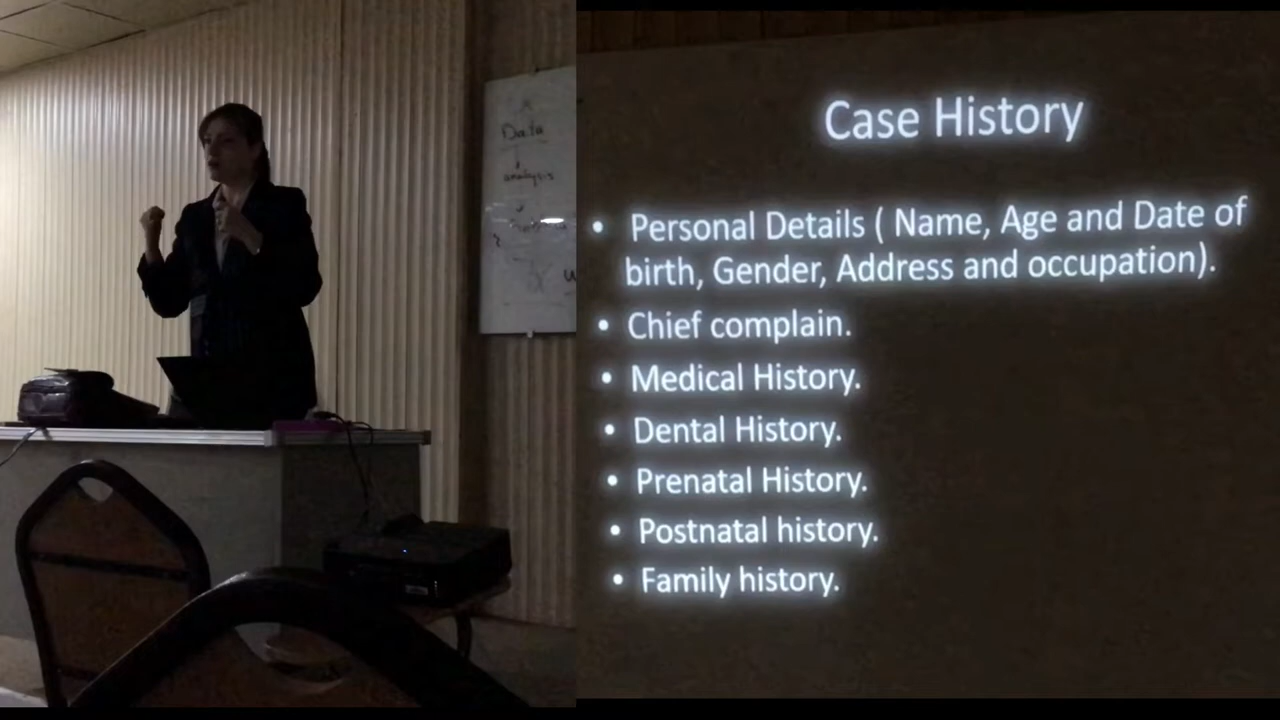 Data
analysis
Case History
• Personal Details ( Name, Age and Date of
birth, Gender, Address and occupation).
• Chief complain.
• Medical History.
• Dental History.
• Prenatal History.
• Postnatal history.
• Family history.